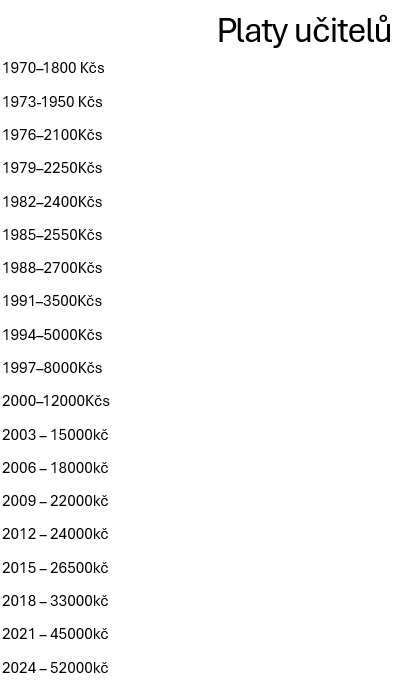 Platy učitelů
1970–1800 Kčs
1973-1950 Kčs
1976–2100Kčs
1979–2250Kčs
1982–2400Kčs
1985–2550Kčs
1988–2700Kčs
1991–3500Kčs
1994–5000Kčs
1997–8000Kčs
2000–12000Kčs
2003 – 15000kč
2006 – 18000kč
2009 – 22000kč
2012 – 24000kč
2015 – 26500kč
2018 – 33000kč
2021 – 45000kč
2024 – 52000kč